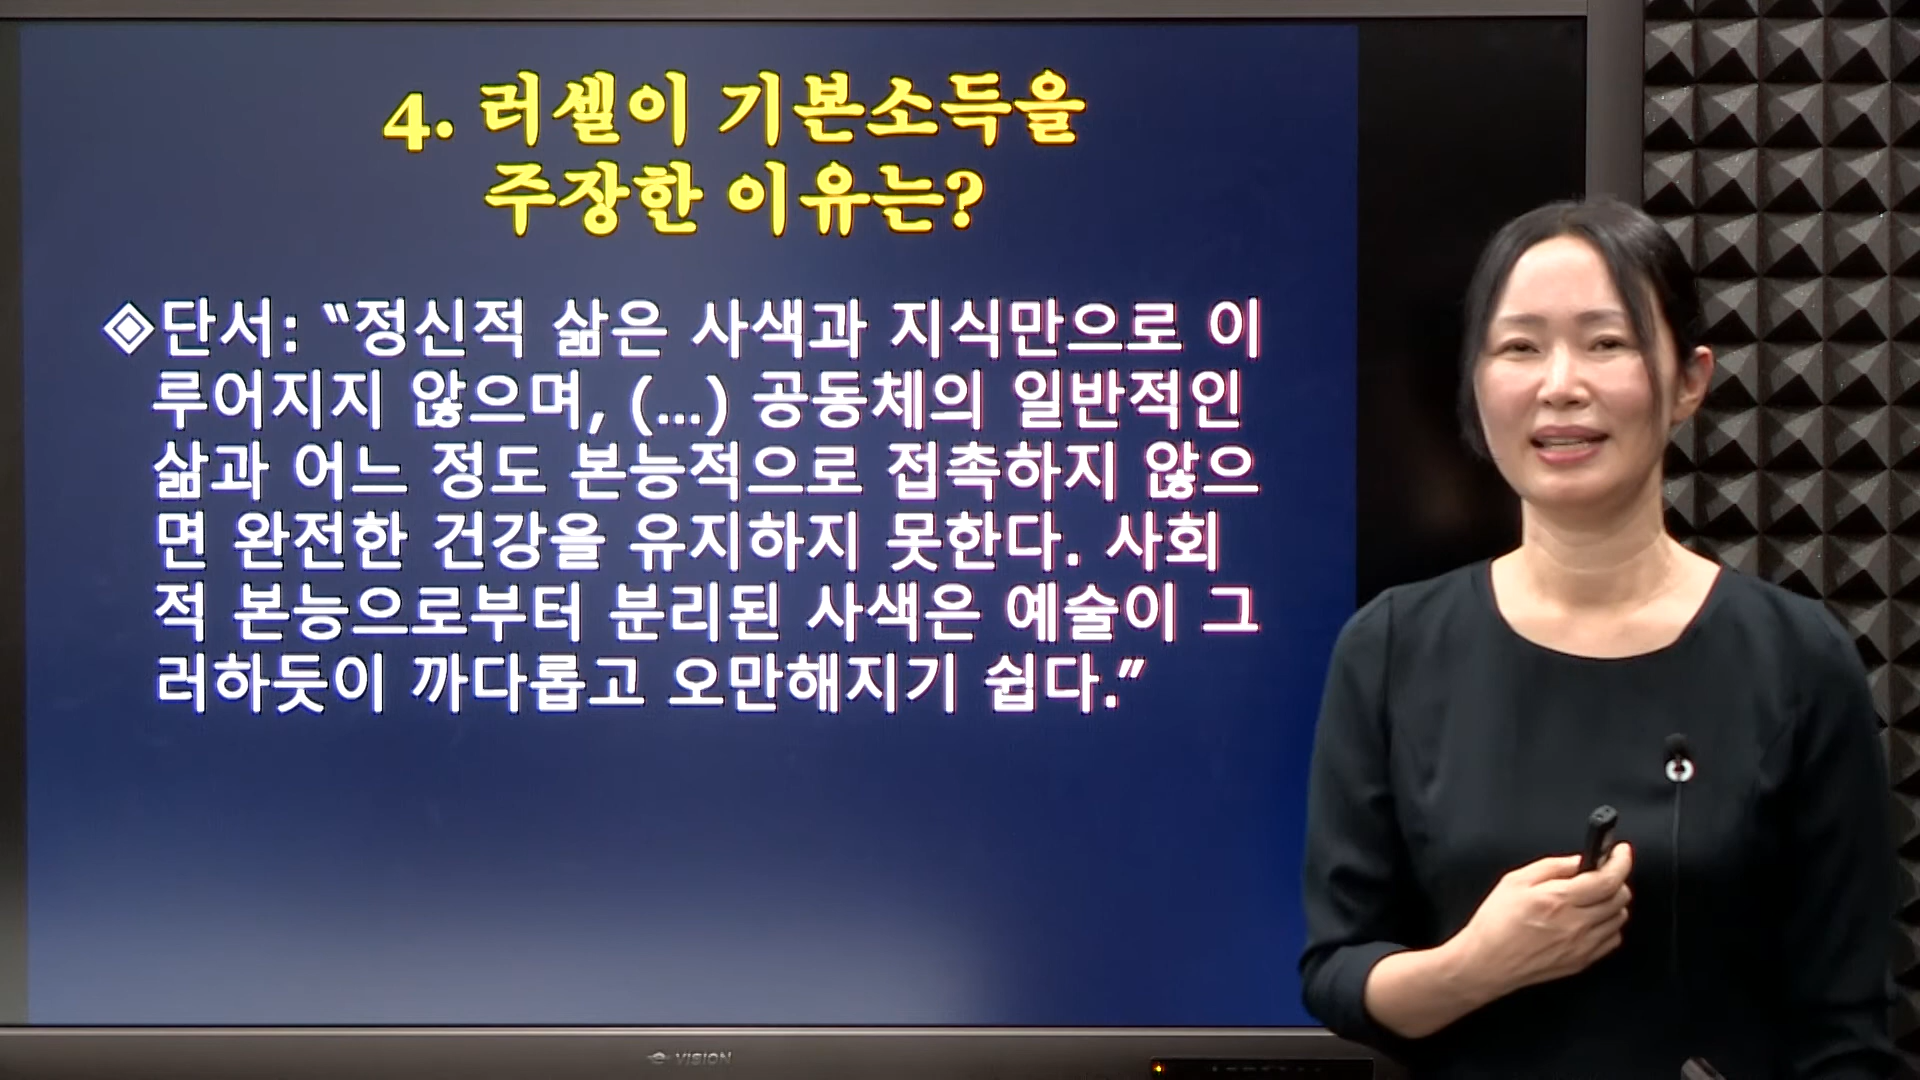 4. 러셀이 기본소득을
주장한 이유는?
◈단서: “정신적 삶은 사색과 지식만으로 이
루어지지 않으며, (...) 공동체의 일반적인
삶과 어느 정도 본능적으로 접촉하지 않으
면 완전한 건강을 유지하지 못한다. 사회
적 본능으로부터 분리된 사색은 예술이 그
러하듯이 까다롭고 오만해지기 쉽다.”
VISION